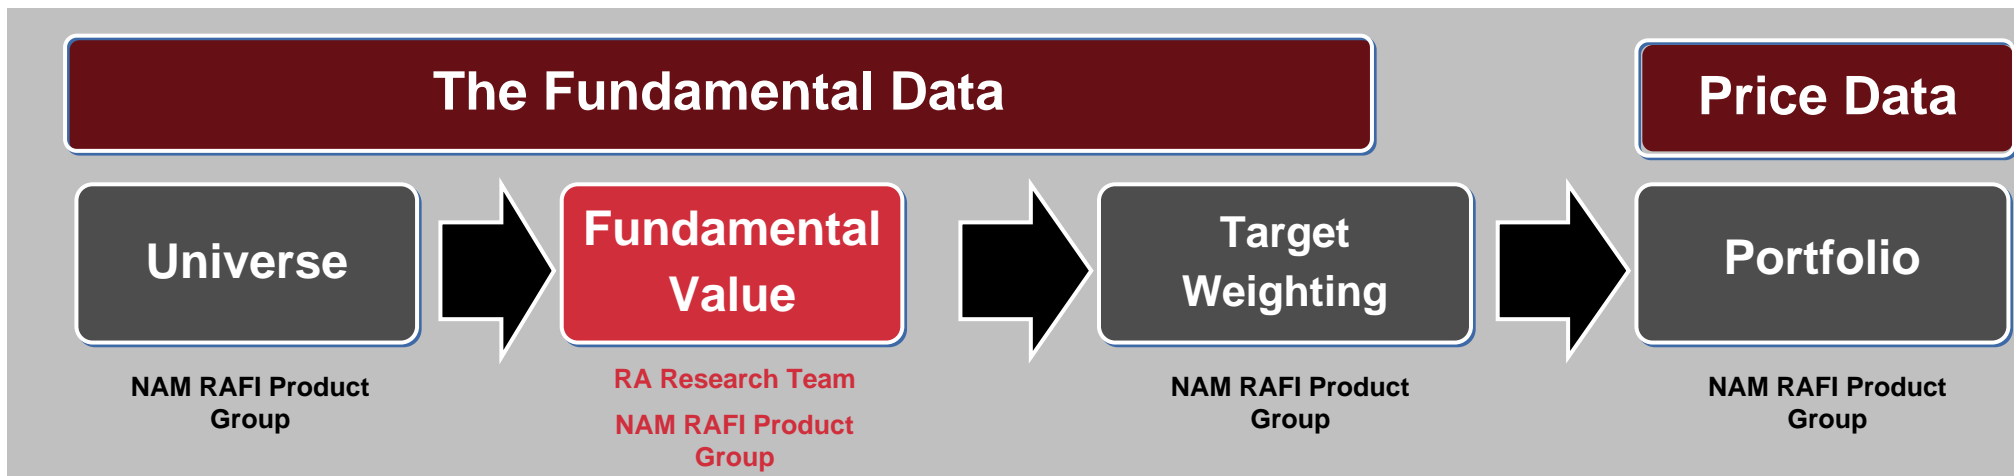 The Fundamental Data
Price Data
Universe
Fundamental
Value
Target
Weighting
Portfolio
NAM RAFI Product
Group
RA Research Team
NAM RAFI Product
Group
NAM RAFI Product
Group
NAM RAFI Product
Group